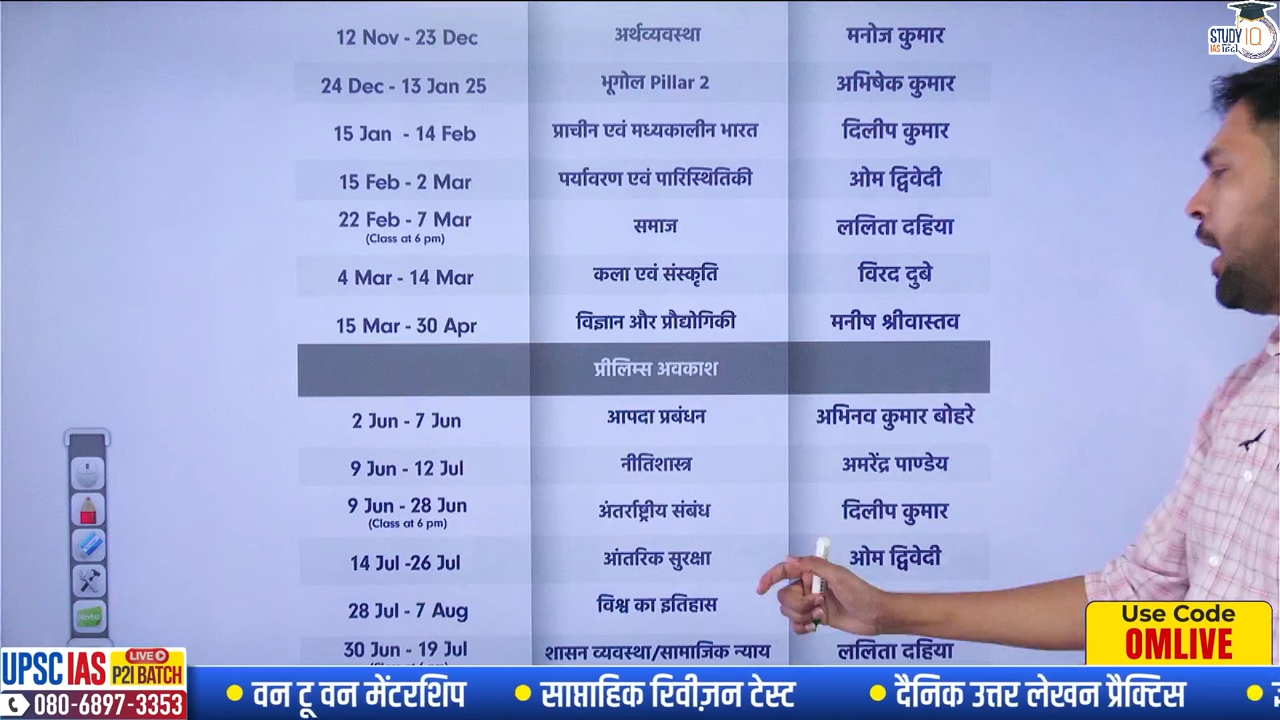 12 Nov - 23 Dec अर्थव्यवस्था मनोज कुमार
24 Dec - 13 Jan 25 भूगोल Pillar 2 अभिषेक कुमार
15 Jan - 14 Feb प्राचीन एवं मध्यकालीन भारत दिलीप कुमार
15 Feb - 2 Mar पर्यावरण एवं पारिस्थितिकी ओम द्विवेदी
22 Feb - 7 Mar समाज ललिता दहिया
(Class at 6 pm)
4 Mar - 14 Mar कला एवं संस्कृति विरद दुबे
15 Mar - 30 Apr विज्ञान और प्रौद्योगिकी मनीष श्रीवास्तव
प्रीलिम्स अवकाश
2 Jun - 7 Jun आपदा प्रबंधन अभिनव कुमार बोहरे
9 Jun - 12 Jul नीतिशास्त्र अमरेंद्र पाण्डेय
9 Jun - 28 Jun अंतर्राष्ट्रीय संबंध दिलीप कुमार
(Class at 6 pm)
14 Jul -26 Jul आंतरिक सुरक्षा ओम द्विवेदी
28 Jul - 7 Aug विश्व का इतिहास
30 Jun - 19 Jul शासन व्यवस्था/सामाजिक न्याय ललिता दहिया
STUDY IQ
IAS हिंदी
Use Code
OMLIVE
UPSC IAS LIVE P2I BATCH
080-6897-3353
वन टू वन मेंटरशिप
साप्ताहिक रिवीज़न टेस्ट
दैनिक उत्तर लेखन प्रैक्टिस